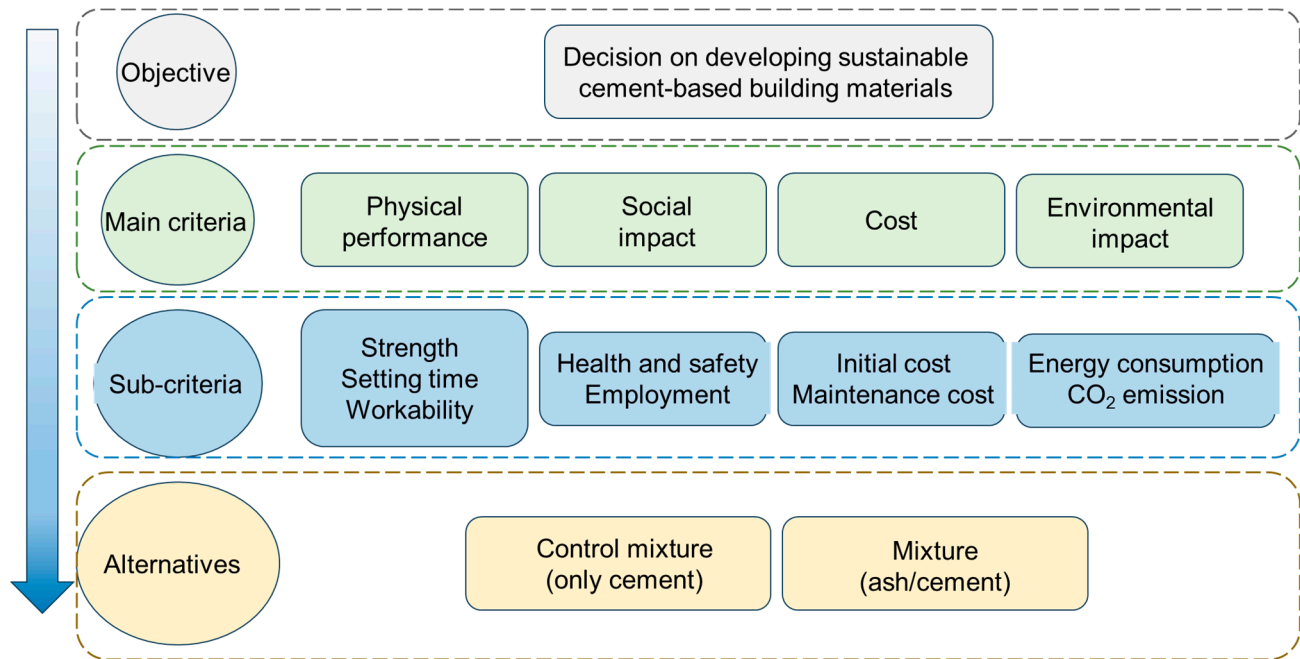 Objective
Decision on developing sustainable
cement-based building materials
Main criteria
Physical
performance
Social
impact
Cost
Environmental
impact
Sub-criteria
Strength
Setting time
Workability
Health and safety
Employment
Initial cost
Maintenance cost
Energy consumption
CO₂ emission
Alternatives
Control mixture
(only cement)
Mixture
(ash/cement)